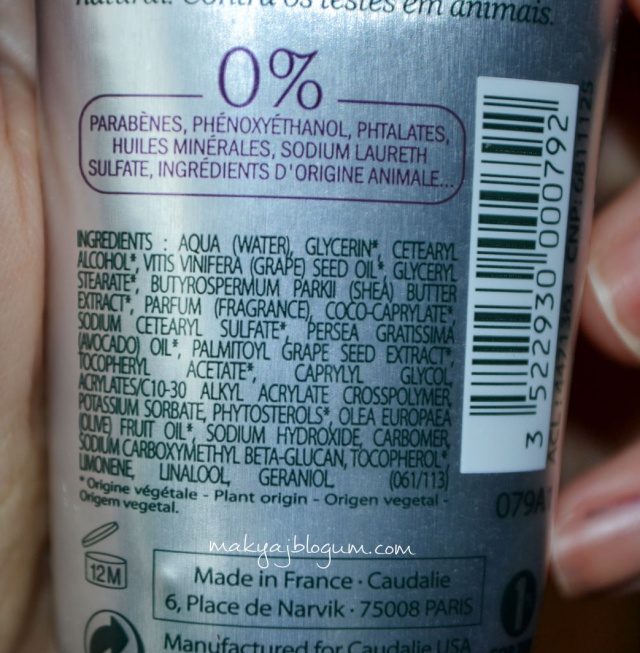 natural. Contra os testes em animais.
0%
PARABÈNES, PHÉNOXYÉTHANOL, PHTALATES,
HUILES MINÉRALES, SODIUM LAURETH
SULFATE, INGRÉDIENTS D'ORIGINE ANIMALE...
INGREDIENTS : AQUA (WATER), GLYCERIN*, CETEARYL
ALCOHOL*, VITIS VINIFERA (GRAPE) SEED OIL*, GLYCERYL
STEARATE*, BUTYROSPERMUM PARKII (SHEA) BUTTER
EXTRACT*, PARFUM (FRAGRANCE), COCO-CAPRYLATE*,
SODIUM CETEARYL SULFATE*, PERSEA GRATISSIMA
(AVOCADO) OIL*, PALMITOYL GRAPE SEED EXTRACT*,
TOCOPHERYL ACETATE*, CAPRYLYL GLYCOL,
ACRYLATES/C10-30 ALKYL ACRYLATE CROSSPOLYMER,
POTASSIUM SORBATE, PHYTOSTEROLS*, OLEA EUROPAEA
(OLIVE) FRUIT OIL*, SODIUM HYDROXIDE, CARBOMER,
SODIUM CARBOXYMETHYL BETA-GLUCAN, TOCOPHEROL*,
LIMONENE, LINALOOL, GERANIOL. (061/113)
*Origine végétale - Plant origin - Origen vegetal -
Origem vegetal.
3 522930 000792
079A
makyajblogum.com
12M
Made in France · Caudalie
6, Place de Narvik · 75008 PARIS
Manufactured for Caudalie USA